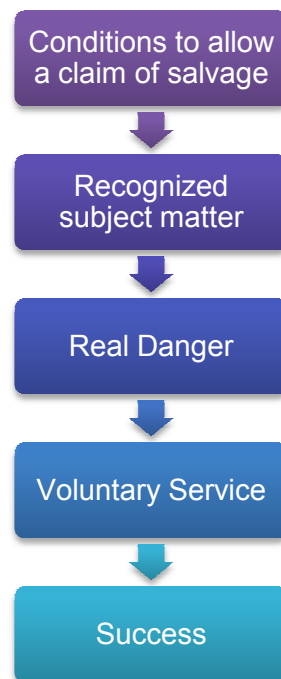 Conditions to allow
a claim of salvage
Recognized
subject matter
Real Danger
Voluntary Service
Success